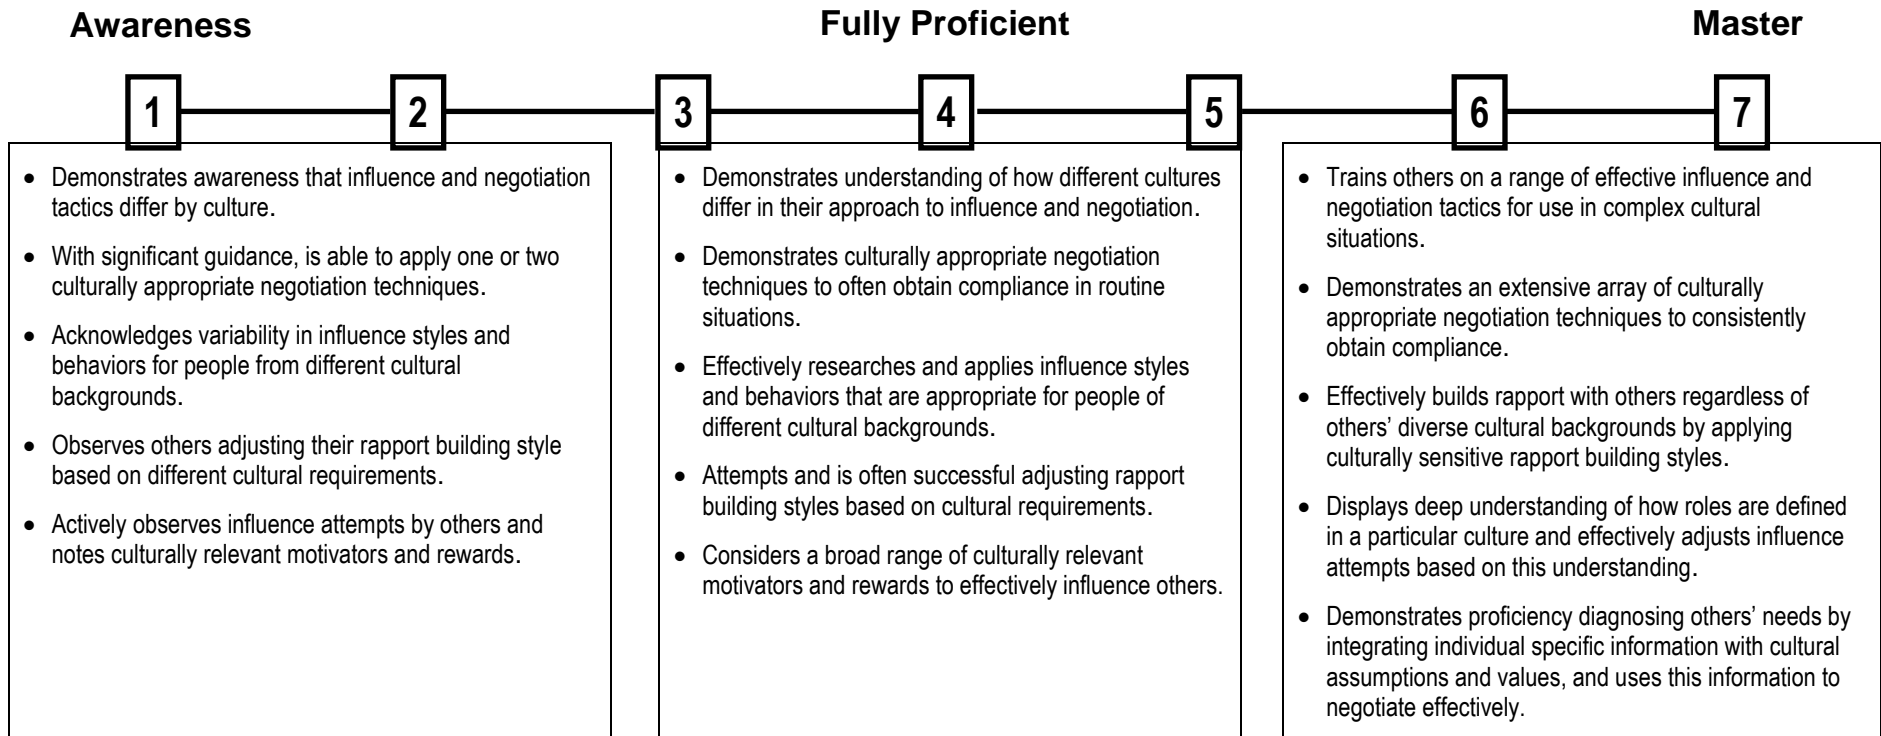 Awareness
Fully Proficient
Master
1
2
3
4
5
6
7
• Demonstrates awareness that influence and negotiation
tactics differ by culture.
• With significant guidance, is able to apply one or two
culturally appropriate negotiation techniques.
• Acknowledges variability in influence styles and
behaviors for people from different cultural
backgrounds.
• Observes others adjusting their rapport building style
based on different cultural requirements.
• Actively observes influence attempts by others and
notes culturally relevant motivators and rewards.
• Demonstrates understanding of how different cultures
differ in their approach to influence and negotiation.
• Demonstrates culturally appropriate negotiation
techniques to often obtain compliance in routine
situations.
• Effectively researches and applies influence styles
and behaviors that are appropriate for people of
different cultural backgrounds.
• Attempts and is often successful adjusting rapport
building styles based on cultural requirements.
• Considers a broad range of culturally relevant
motivators and rewards to effectively influence others.
• Trains others on a range of effective influence and
negotiation tactics for use in complex cultural
situations.
• Demonstrates an extensive array of culturally
appropriate negotiation techniques to consistently
obtain compliance.
• Effectively builds rapport with others regardless of
others’ diverse cultural backgrounds by applying
culturally sensitive rapport building styles.
• Displays deep understanding of how roles are defined
in a particular culture and effectively adjusts influence
attempts based on this understanding.
• Demonstrates proficiency diagnosing others’ needs by
integrating individual specific information with cultural
assumptions and values, and uses this information to
negotiate effectively.